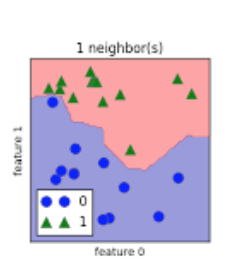 1 neighbor(s)
feature 1
0
1
feature 0